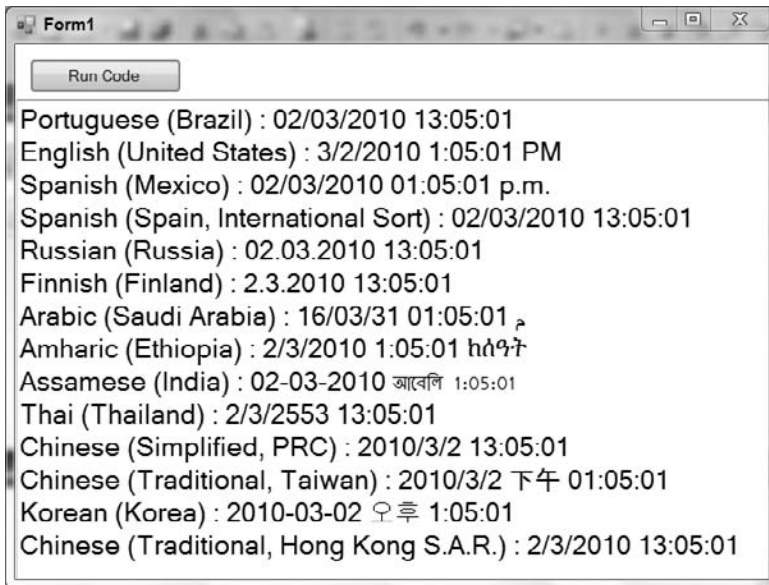 Form1
Run Code
Portuguese (Brazil) : 02/03/2010 13:05:01
English (United States) : 3/2/2010 1:05:01 PM
Spanish (Mexico) : 02/03/2010 01:05:01 p.m.
Spanish (Spain, International Sort) : 02/03/2010 13:05:01
Russian (Russia) : 02.03.2010 13:05:01
Finnish (Finland) : 2.3.2010 13:05:01
Arabic (Saudi Arabia) : 16/03/31 01:05:01 م
Amharic (Ethiopia) : 2/3/2010 1:05:01 ከሰዓት
Assamese (India) : 02-03-2010 আবেলি 1:05:01
Thai (Thailand) : 2/3/2553 13:05:01
Chinese (Simplified, PRC) : 2010/3/2 13:05:01
Chinese (Traditional, Taiwan) : 2010/3/2 下午 01:05:01
Korean (Korea) : 2010-03-02 오후 1:05:01
Chinese (Traditional, Hong Kong S.A.R.) : 2/3/2010 13:05:01